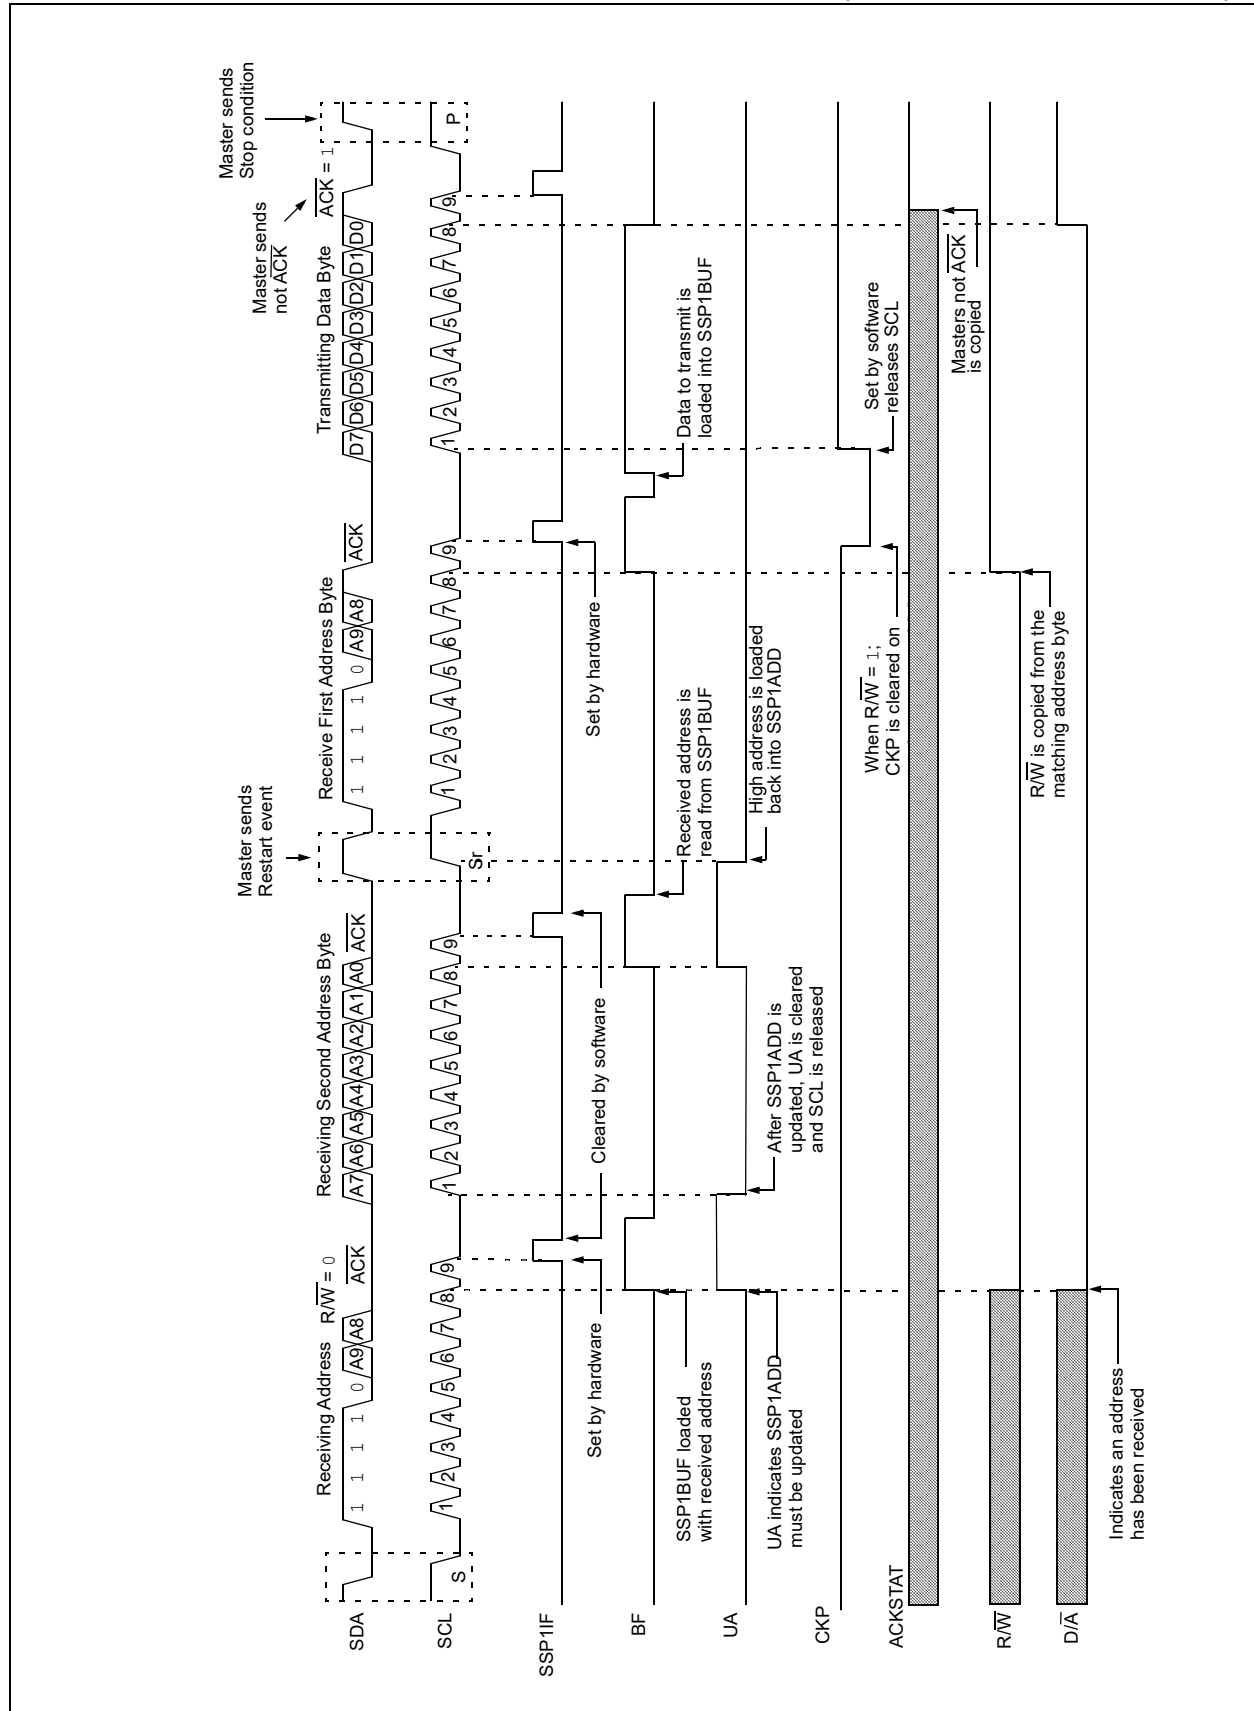 Master sends
Stop condition
Master sends
not ACK
ACK = 1
Master sends
Restart event
Receiving Address
R/W = 0
ACK
Receiving Second Address Byte
ACK
Receive First Address Byte
ACK
Transmitting Data Byte
SDA
1 1 1 1 0 A9 A8
A7 A6 A5 A4 A3 A2 A1 A0
1 1 1 1 0 A9 A8
D7 D6 D5 D4 D3 D2 D1 D0
SCL
S
1 2 3 4 5 6 7 8 9
1 2 3 4 5 6 7 8 9
Sr
1 2 3 4 5 6 7 8 9
1 2 3 4 5 6 7 8 9
P
SSP1IF
Set by hardware
Cleared by software
Set by hardware
BF
SSP1BUF loaded
with received address
Received address is
read from SSP1BUF
Data to transmit is
loaded into SSP1BUF
UA
UA indicates SSP1ADD
must be updated
After SSP1ADD is
updated, UA is cleared
and SCL is released
High address is loaded
back into SSP1ADD
CKP
When R/W = 1;
CKP is cleared on
Set by software
releases SCL
ACKSTAT
Masters not ACK
is copied
R/W
R/W is copied from the
matching address byte
D/A
Indicates an address
has been received